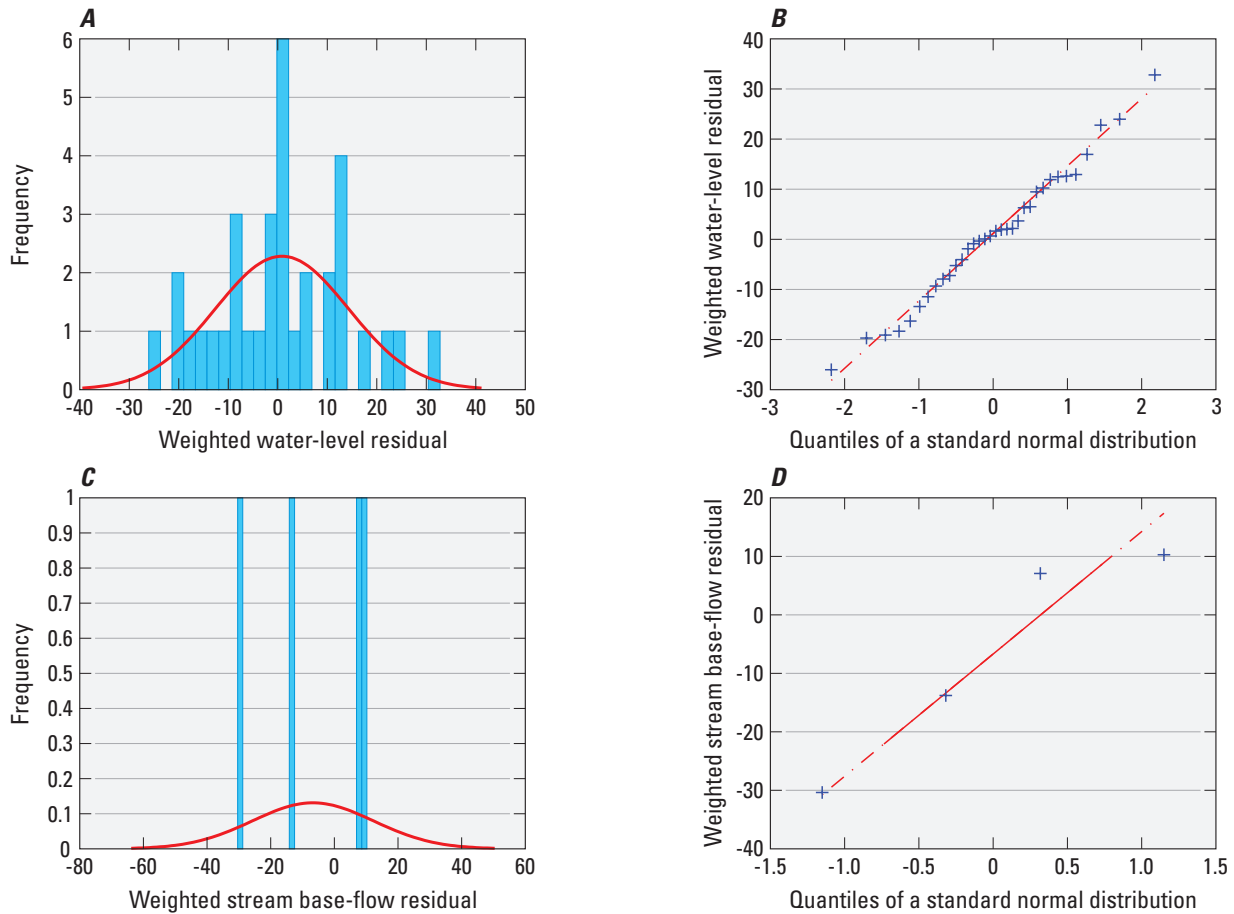 A
6
5
4
3
2
1
0
Frequency
-40 -30 -20 -10 0 10 20 30 40 50
Weighted water-level residual
B
40
30
20
10
0
-10
-20
-30
Weighted water-level residual
-3 -2 -1 0 1 2 3
Quantiles of a standard normal distribution
C
1
0.9
0.8
0.7
0.6
0.5
0.4
0.3
0.2
0.1
0
Frequency
-80 -60 -40 -20 0 20 40 60
Weighted stream base-flow residual
D
20
10
0
-10
-20
-30
-40
Weighted stream base-flow residual
-1.5 -1.0 -0.5 0 0.5 1.0 1.5
Quantiles of a standard normal distribution